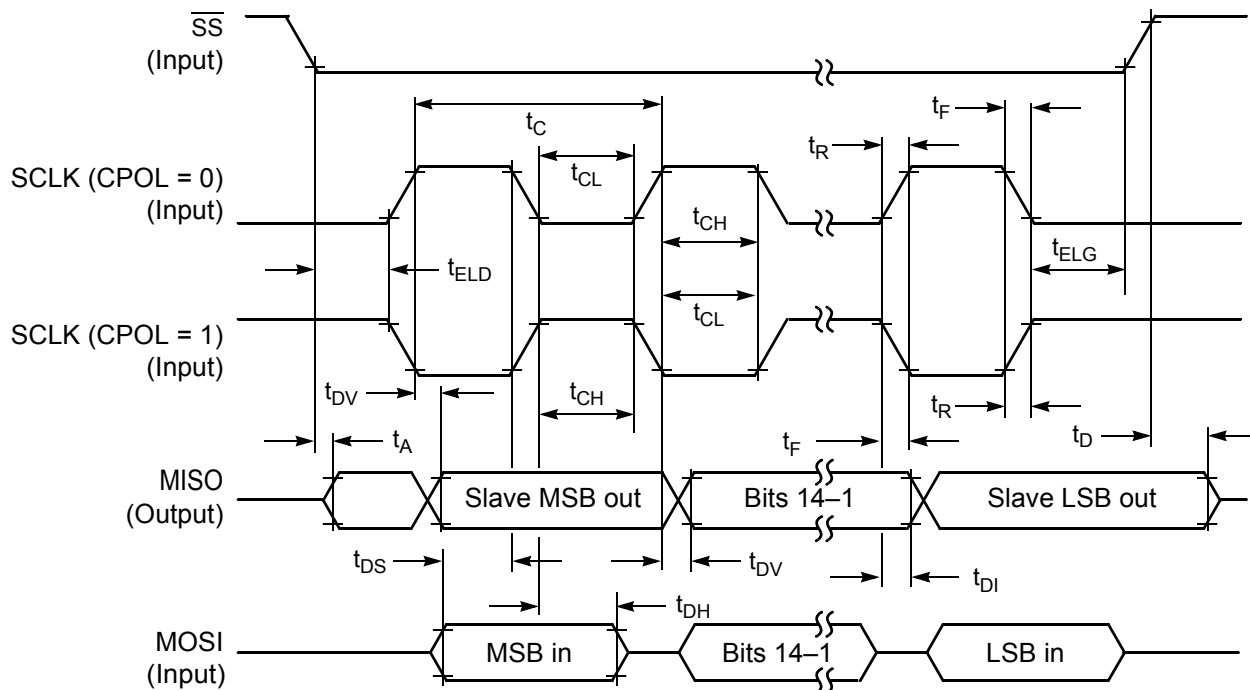 SS
(Input)
t_C
t_F
t_R
SCLK (CPOL = 0)
(Input)
t_CL
t_CH
t_ELD
t_ELG
SCLK (CPOL = 1)
(Input)
t_CL
t_DV
t_CH
t_R
t_A
t_F
t_D
MISO
(Output)
Slave MSB out
Bits 14–1
Slave LSB out
t_DS
t_DV
t_DI
t_DH
MOSI
(Input)
MSB in
Bits 14–1
LSB in